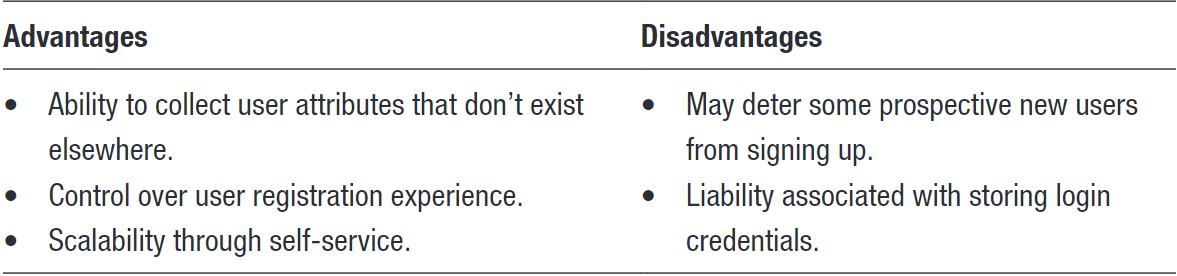 Advantages
Disadvantages
• Ability to collect user attributes that don’t exist
elsewhere.
• Control over user registration experience.
• Scalability through self-service.
• May deter some prospective new users
from signing up.
• Liability associated with storing login
credentials.